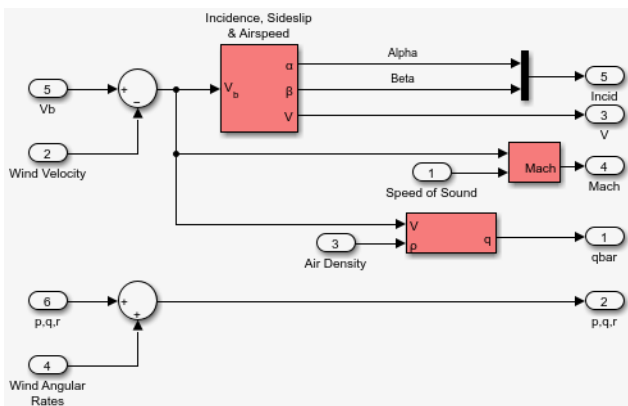 Incidence, Sideslip
& Airspeed
Alpha
α
+
5
Vb
β
Beta
5
−
Vb
Incid
V
3
V
2
Wind Velocity
Mach
4
1
Speed of Sound
Mach
V
3
ρ
q
1
Air Density
qbar
6
+
2
p,q,r
+
p,q,r
4
Wind Angular
Rates